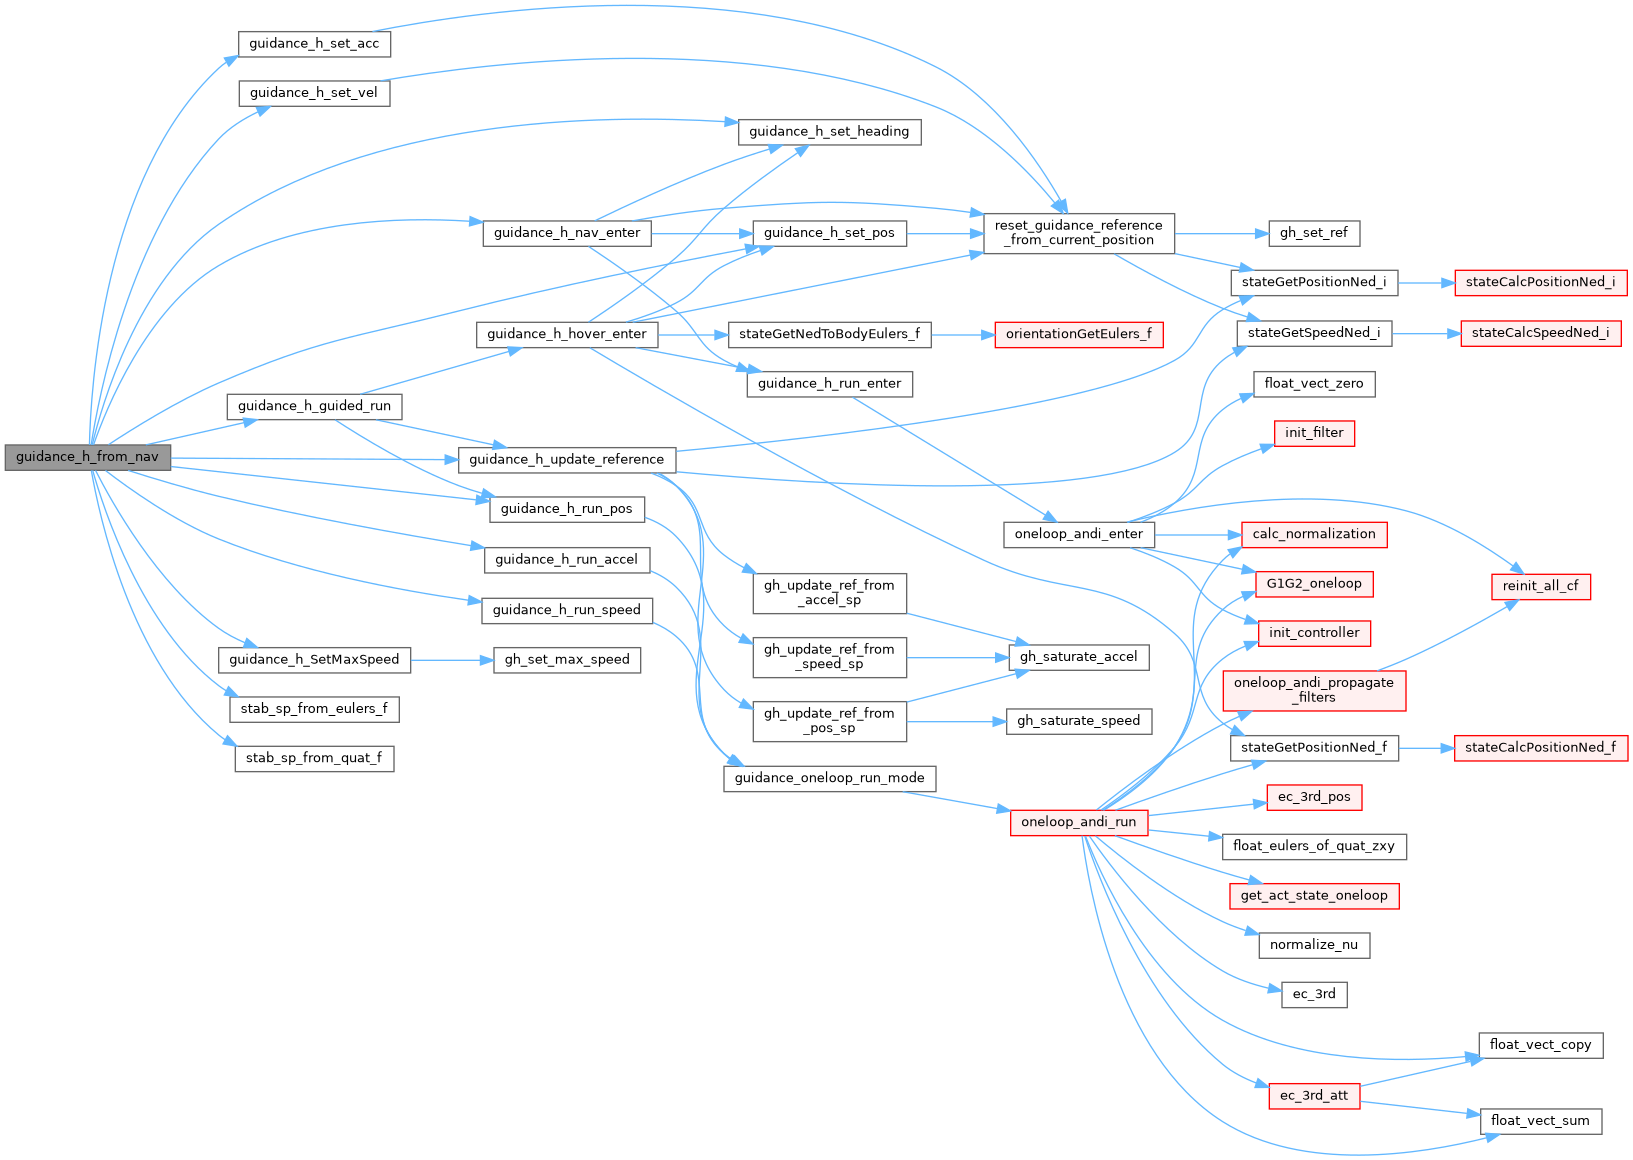 guidance_h_from_nav
guidance_h_set_acc
guidance_h_set_vel
guidance_h_set_heading
guidance_h_nav_enter
guidance_h_set_pos
reset_guidance_reference
_from_current_position
gh_set_ref
stateGetPositionNed_i
stateCalcPositionNed_i
guidance_h_hover_enter
stateGetNedToBodyEulers_f
orientationGetEulers_f
stateGetSpeedNed_i
stateCalcSpeedNed_i
guidance_h_run_enter
float_vect_zero
guidance_h_guided_run
init_filter
guidance_h_update_reference
guidance_h_run_pos
oneloop_andi_enter
calc_normalization
guidance_h_run_accel
gh_update_ref_from
_accel_sp
G1G2_oneloop
reinit_all_cf
guidance_h_run_speed
init_controller
guidance_h_SetMaxSpeed
gh_set_max_speed
gh_update_ref_from
_speed_sp
gh_saturate_accel
oneloop_andi_propagate
_filters
stab_sp_from_eulers_f
gh_update_ref_from
_pos_sp
gh_saturate_speed
stateGetPositionNed_f
stateCalcPositionNed_f
stab_sp_from_quat_f
guidance_oneloop_run_mode
ec_3rd_pos
oneloop_andi_run
float_eulers_of_quat_zxy
get_act_state_oneloop
normalize_nu
ec_3rd
float_vect_copy
ec_3rd_att
float_vect_sum